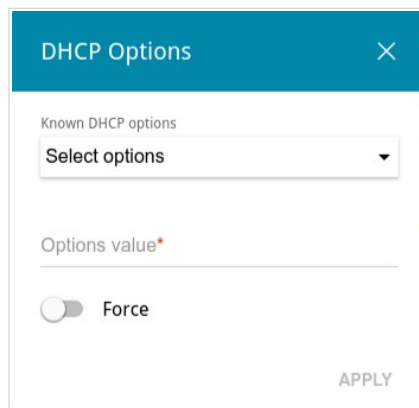 DHCP Options
Known DHCP options
Select options
Options value*
Force
APPLY